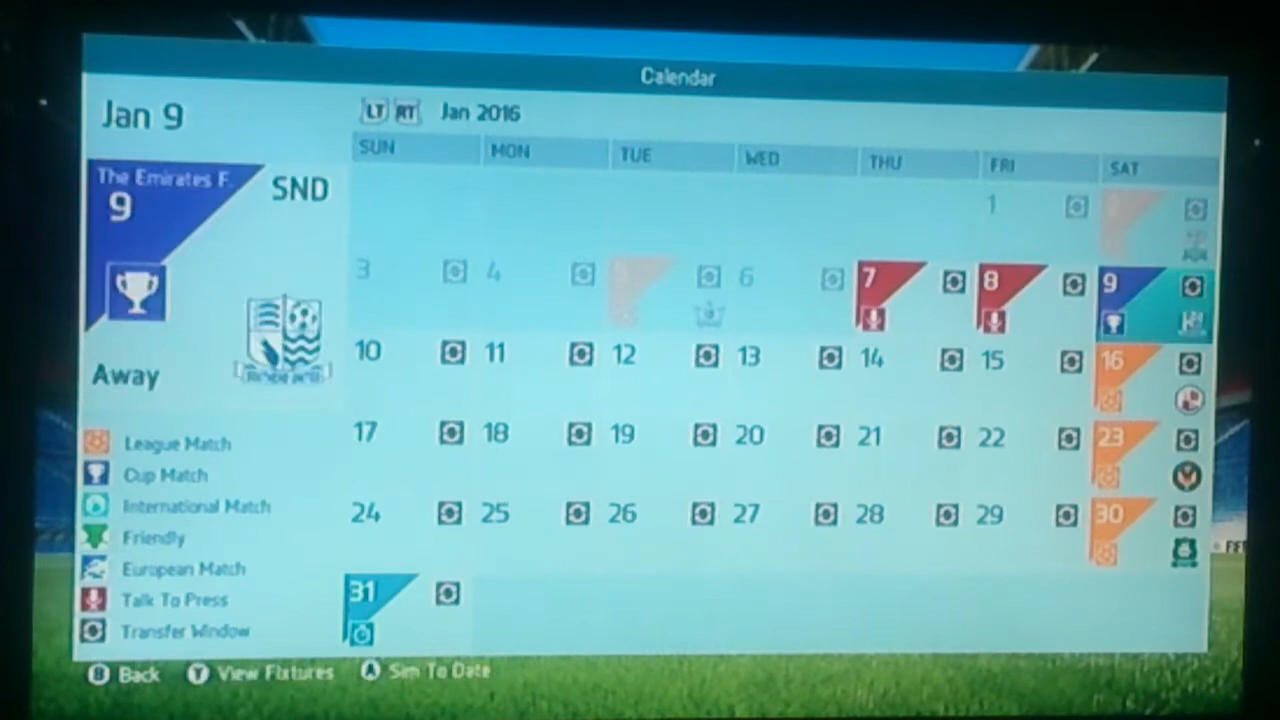 Calendar
Jan 9
LT RT Jan 2016
SUN MON TUE WED THU FRI SAT
The Emirates F.
9
SND
Away
1
3 4 6 7 8 9
10 11 12 13 14 15 16
17 18 19 20 21 22 23
24 25 26 27 28 29 30
31
League Match
Cup Match
International Match
Friendly
European Match
Talk To Press
Transfer Window
B Back Y View Fixtures A Sim To Date